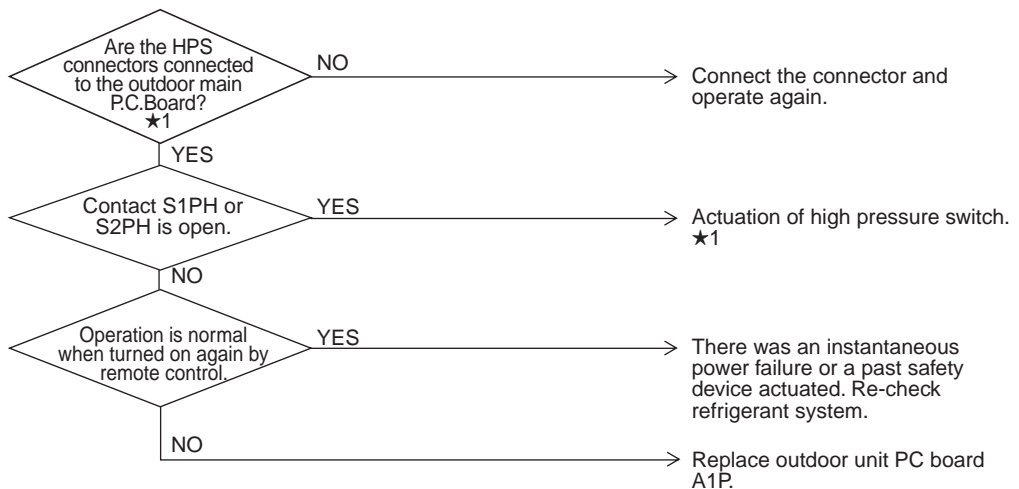 Are the HPS
connectors connected
to the outdoor main
P.C.Board?
★1
NO
Connect the connector and
operate again.
YES
Contact S1PH or
S2PH is open.
YES
Actuation of high pressure switch.
★1
NO
Operation is normal
when turned on again by
remote control.
YES
There was an instantaneous
power failure or a past safety
device actuated. Re-check
refrigerant system.
NO
Replace outdoor unit PC board
A1P.